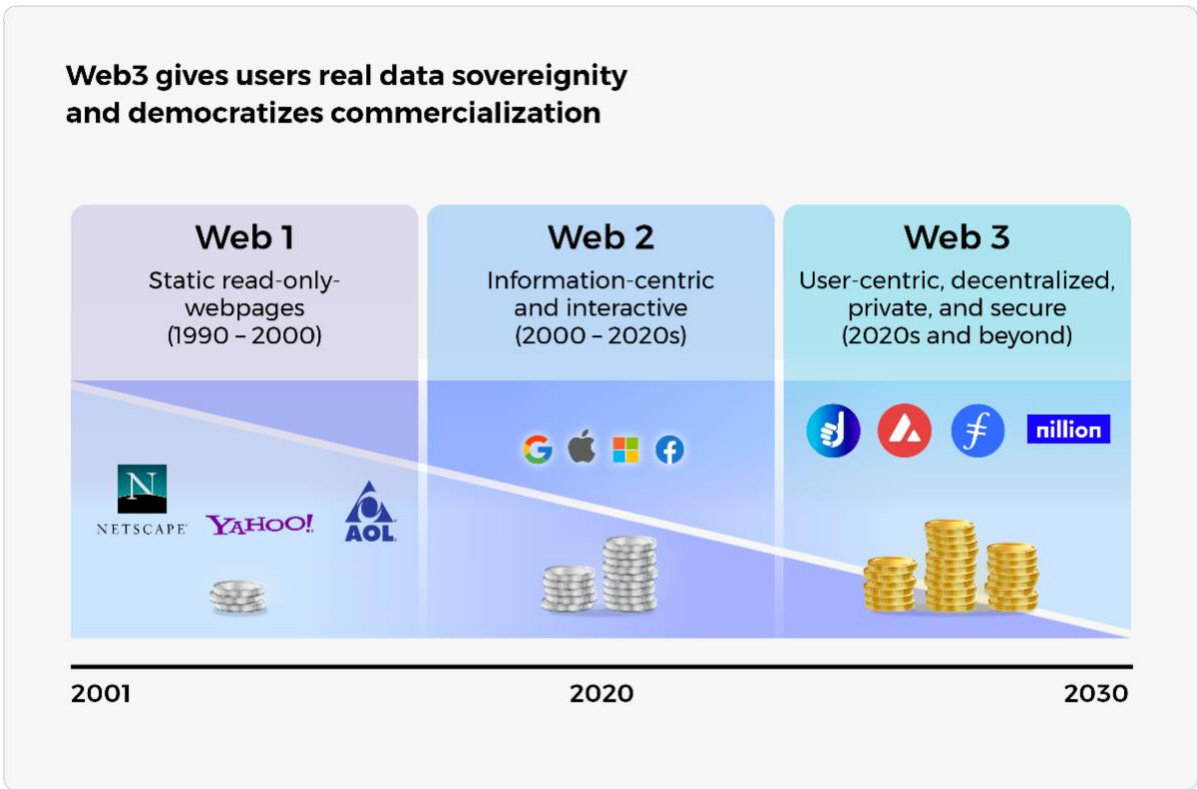 Web3 gives users real data sovereignity
and democratizes commercialization
Web 1
Static read-only-
webpages
(1990 – 2000)
Web 2
Information-centric
and interactive
(2000 – 2020s)
Web 3
User-centric, decentralized,
private, and secure
(2020s and beyond)
N
NETSCAPE
YAHOO!
AOL
G
f
nillion
2001
2020
2030